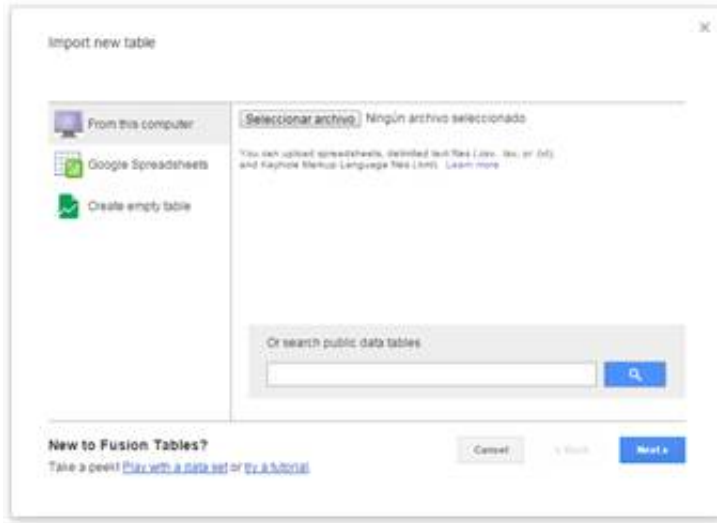 Import new table
From this computer
Google Spreadsheets
Create empty table
Seleccionar archivo Ningún archivo seleccionado
You can upload spreadsheets, delimited text files (.csv, .tsv, or .txt),
and Keyhole Markup Language files (.kml). Learn more
Or search public data tables
New to Fusion Tables?
Take a peek! Play with a data set or try a tutorial.
Cancel
« Back
Next »